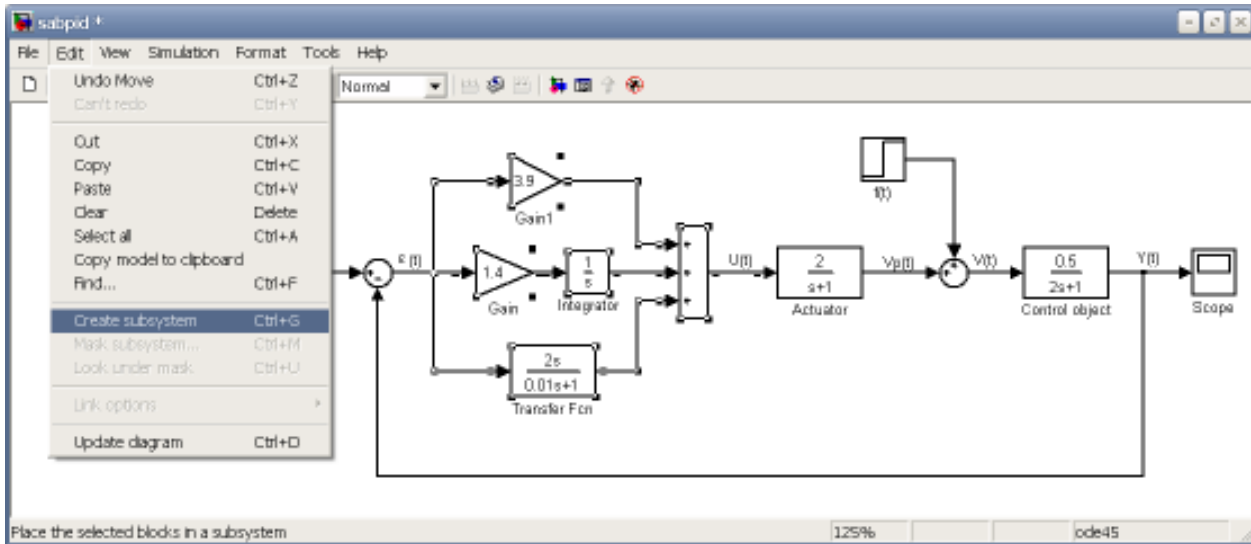 sabpid *
File Edit View Simulation Format Tools Help
Normal
Undo Move Ctrl+Z
Can't redo Ctrl+Y
Cut Ctrl+X
Copy Ctrl+C
Paste Ctrl+V
Clear Delete
Select all Ctrl+A
Copy model to clipboard
Find... Ctrl+F
Create subsystem Ctrl+G
Mask subsystem... Ctrl+M
Look under mask Ctrl+U
Link options
Update diagram Ctrl+D
3.9
Gain1
f(t)
ε (t)
1.4
Gain
1
s
Integrator
U(t)
2
s+1
Actuator
Vp(t)
V(t)
0.5
2s+1
Control object
Y(t)
Scope
2s
0.01s+1
Transfer Fcn
Place the selected blocks in a subsystem
125%
ode45